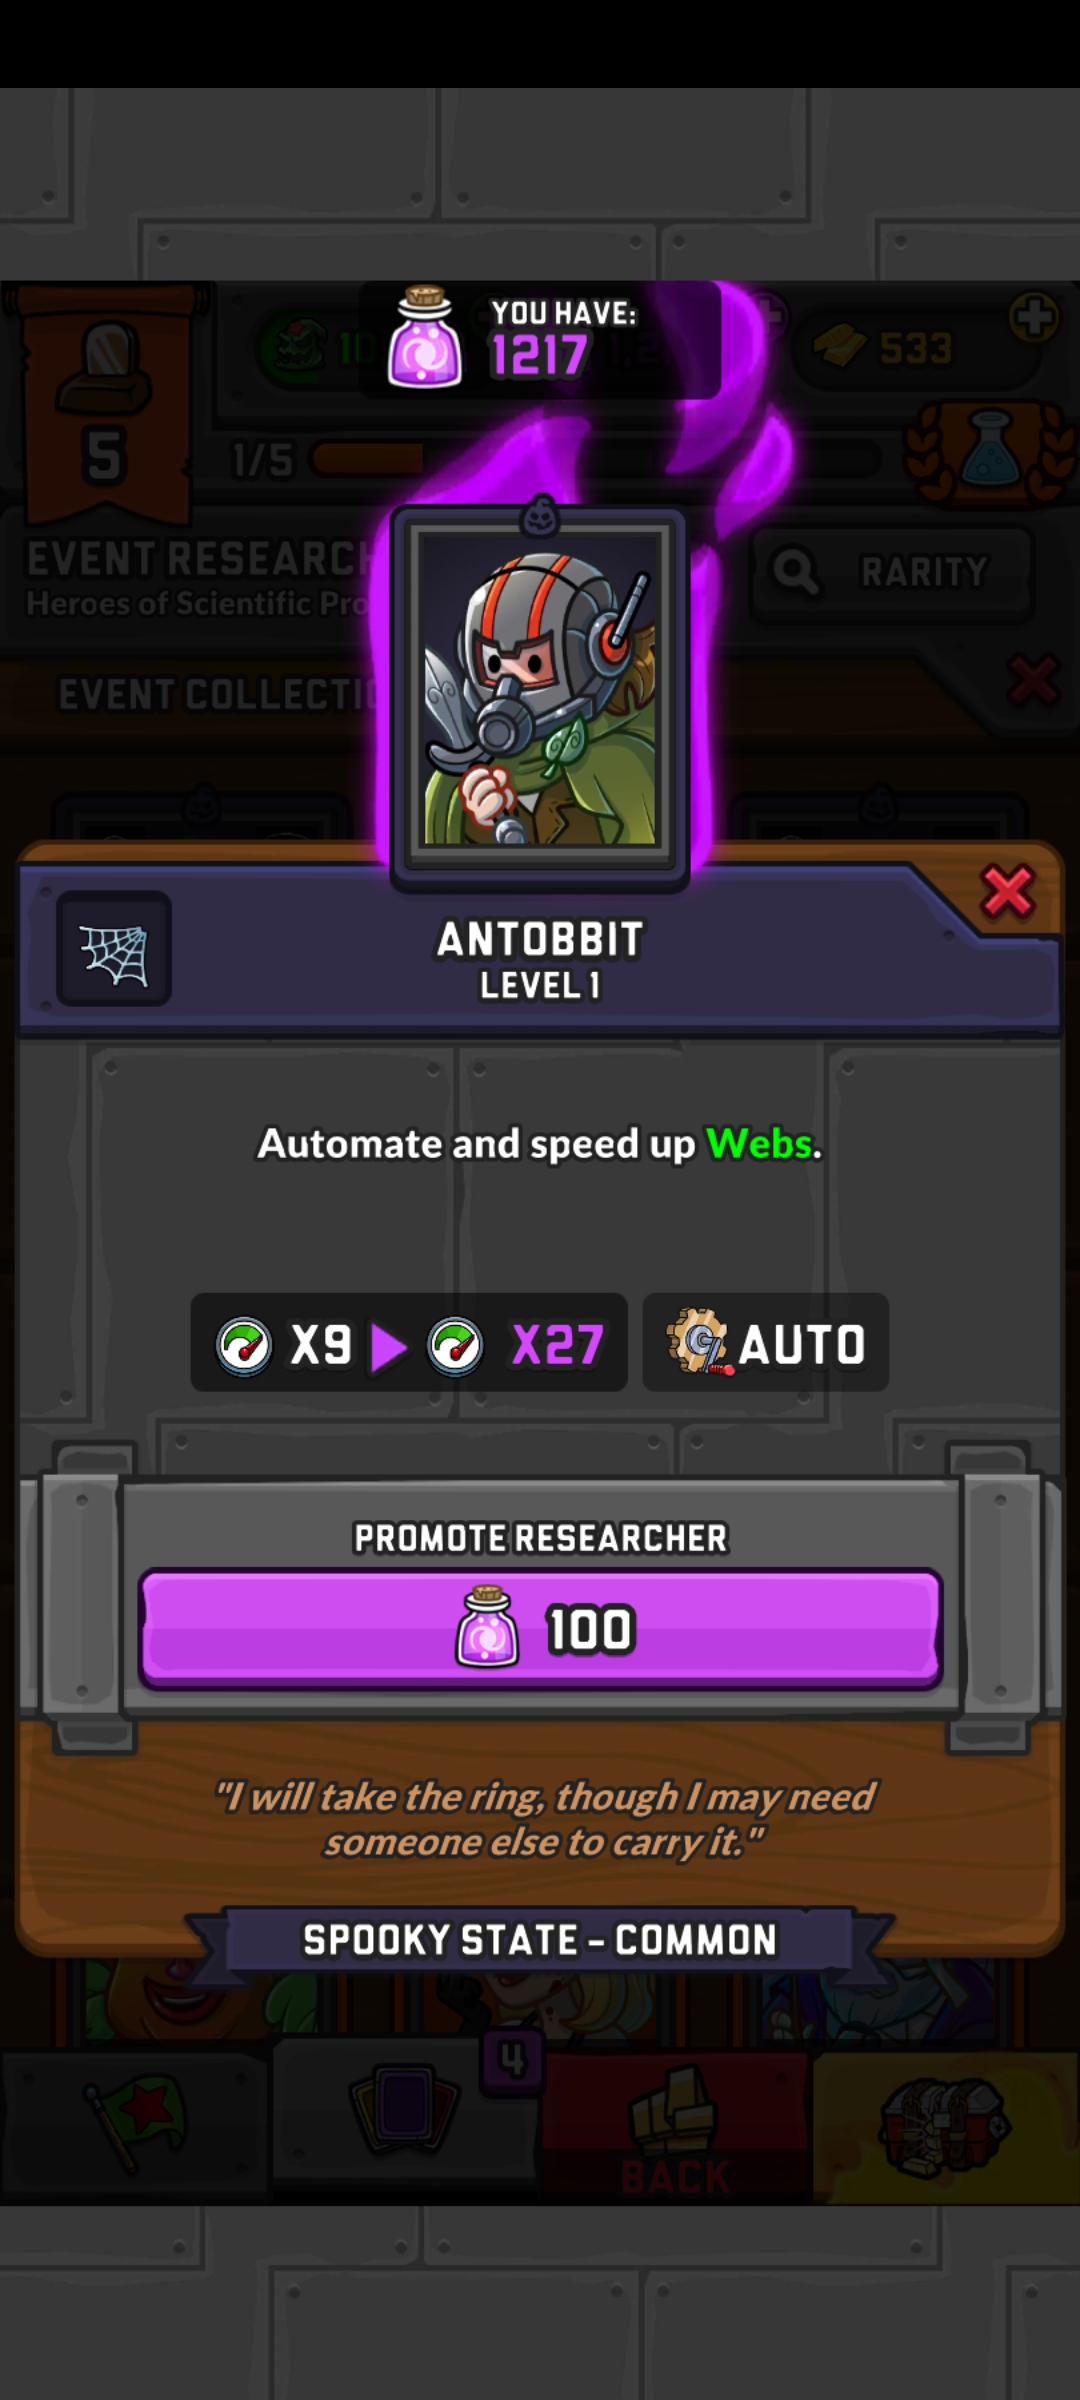 YOU HAVE:
1217
533
5
1/5
EVENT RESEARCH
Heroes of Scientific Pro
RARITY
EVENT COLLECTIO
ANTOBBIT
LEVEL 1
Automate and speed up Webs.
X9 X27 AUTO
PROMOTE RESEARCHER
100
"I will take the ring, though I may need
someone else to carry it."
SPOOKY STATE - COMMON
4
BACK